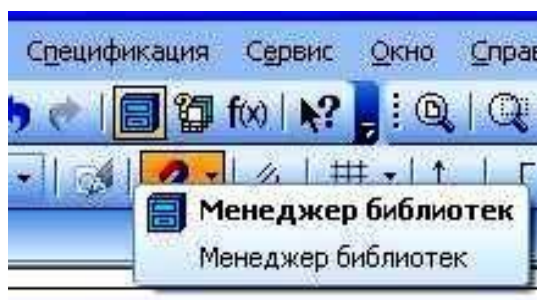 Спецификация Сервис Окно Справ
f(x) ?
Менеджер библиотек
Менеджер библиотек